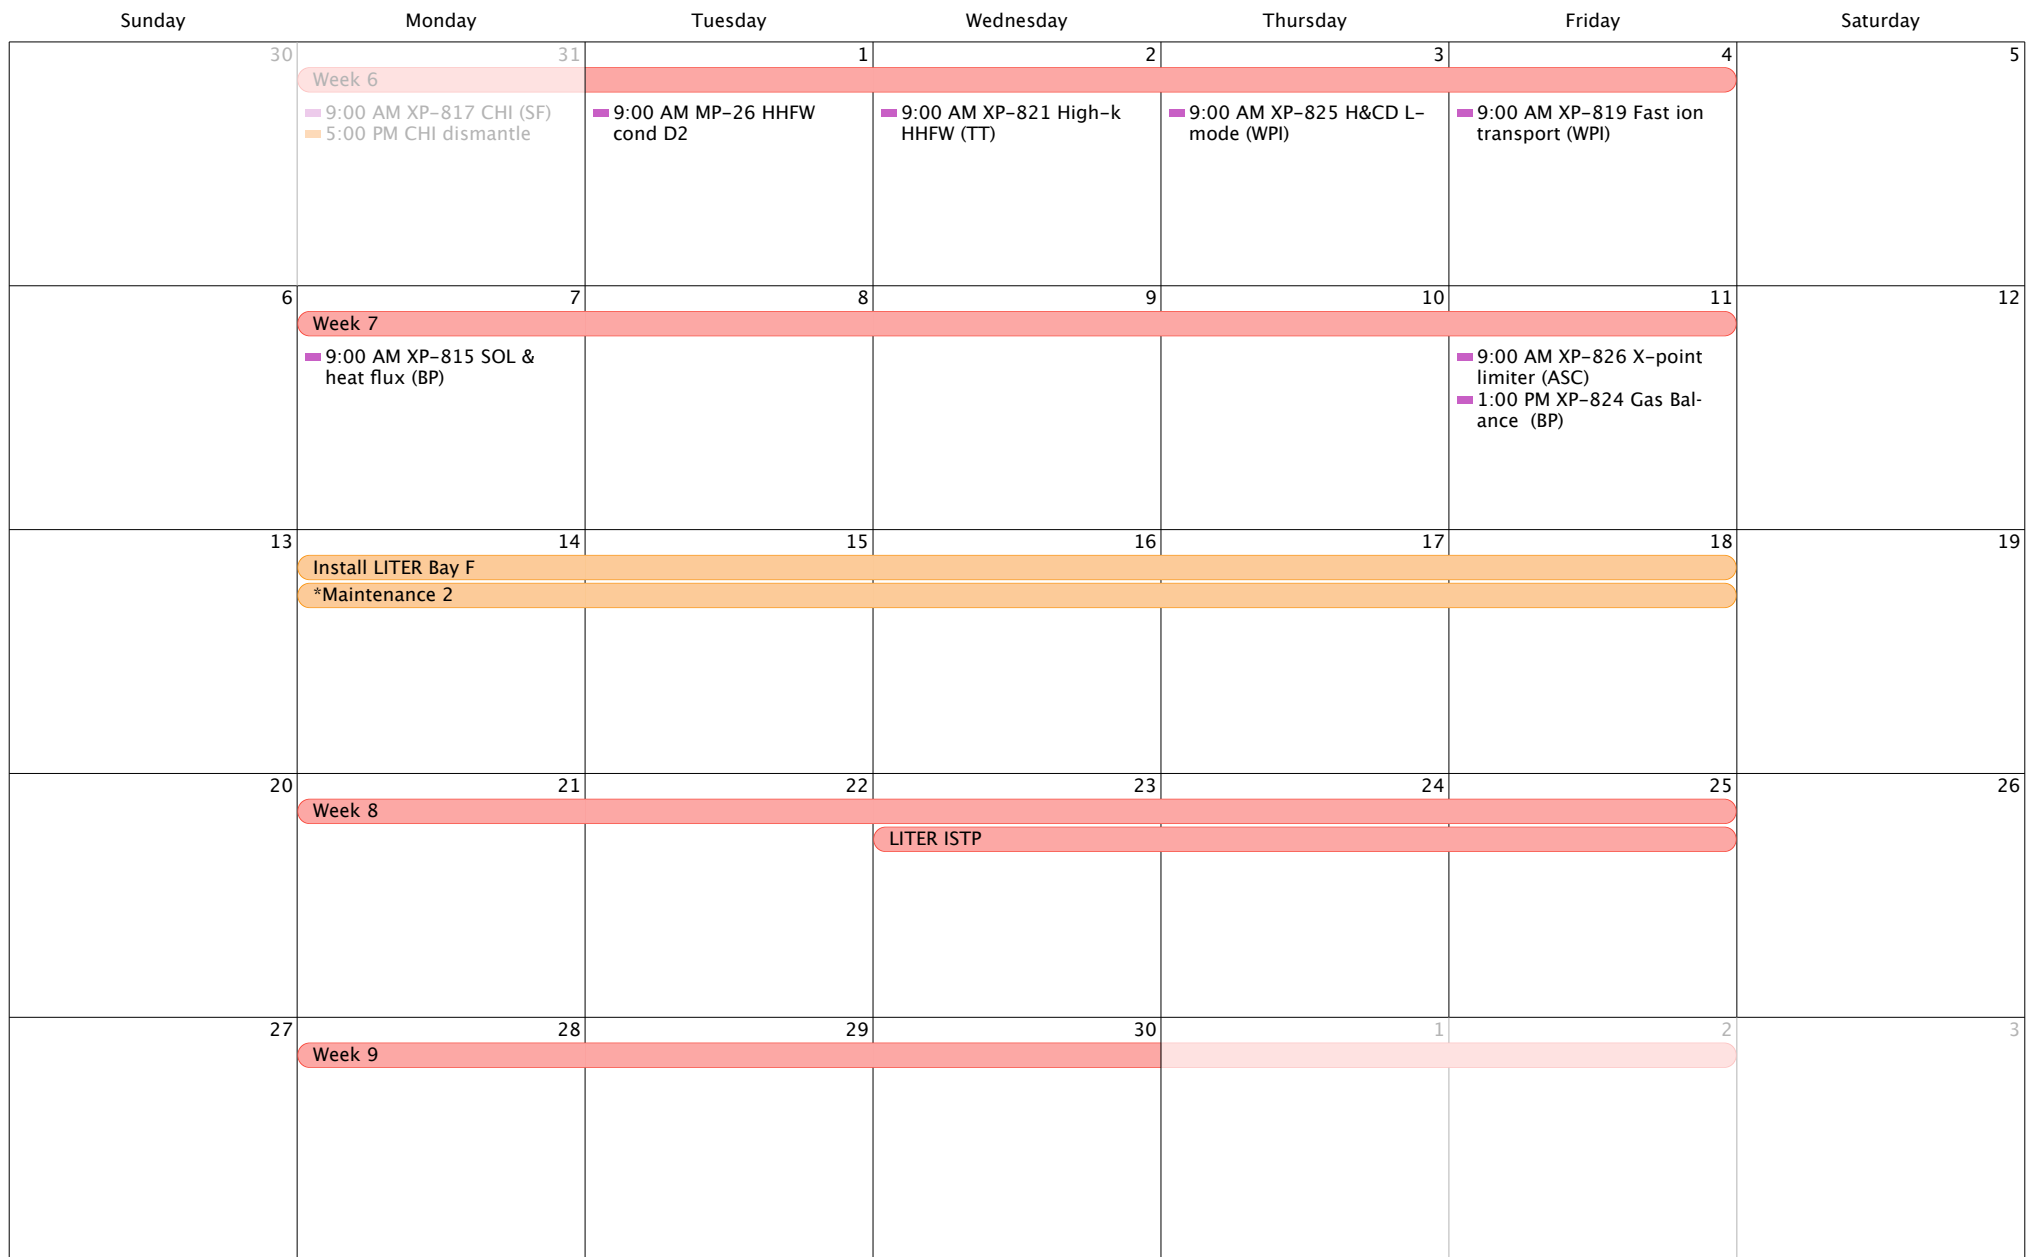 Sunday Monday Tuesday Wednesday Thursday Friday Saturday
30 31 1 2 3 4 5
Week 6
9:00 AM XP-817 CHI (SF)
5:00 PM CHI dismantle
9:00 AM MP-26 HHFW
cond D2
9:00 AM XP-821 High-k
HHFW (TT)
9:00 AM XP-825 H&CD L-
mode (WPI)
9:00 AM XP-819 Fast ion
transport (WPI)
6 7 8 9 10 11 12
Week 7
9:00 AM XP-815 SOL &
heat flux (BP)
9:00 AM XP-826 X-point
limiter (ASC)
1:00 PM XP-824 Gas Bal-
ance (BP)
13 14 15 16 17 18 19
Install LITER Bay F
*Maintenance 2
20 21 22 23 24 25 26
Week 8
LITER ISTP
27 28 29 30 1 2 3
Week 9